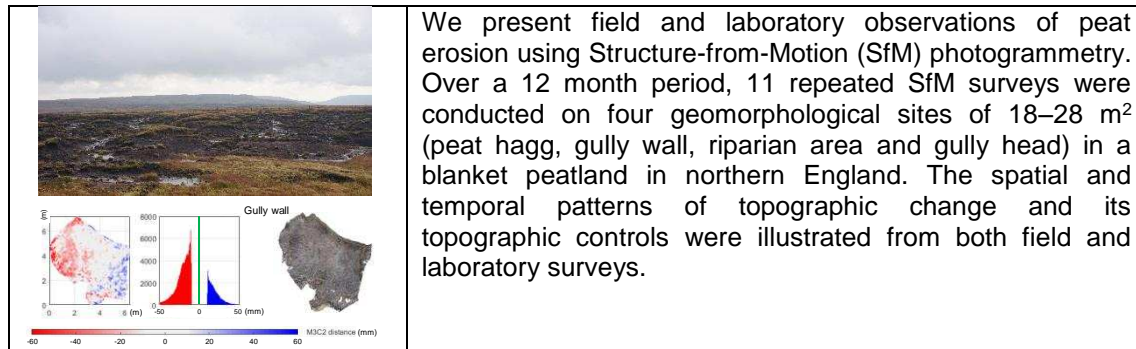 We present field and laboratory observations of peat
erosion using Structure-from-Motion (SfM) photogrammetry.
Over a 12 month period, 11 repeated SfM surveys were
conducted on four geomorphological sites of 18–28 m²
(peat hagg, gully wall, riparian area and gully head) in a
blanket peatland in northern England. The spatial and
temporal patterns of topographic change and its
topographic controls were illustrated from both field and
laboratory surveys.
Gully wall
(m)
8000
6000
4000
2000
0
6
4
2
0
0 2 4 6 (m)
-50 0 50 (mm)
M3C2 distance (mm)
-60 -40 -20 0 20 40 60